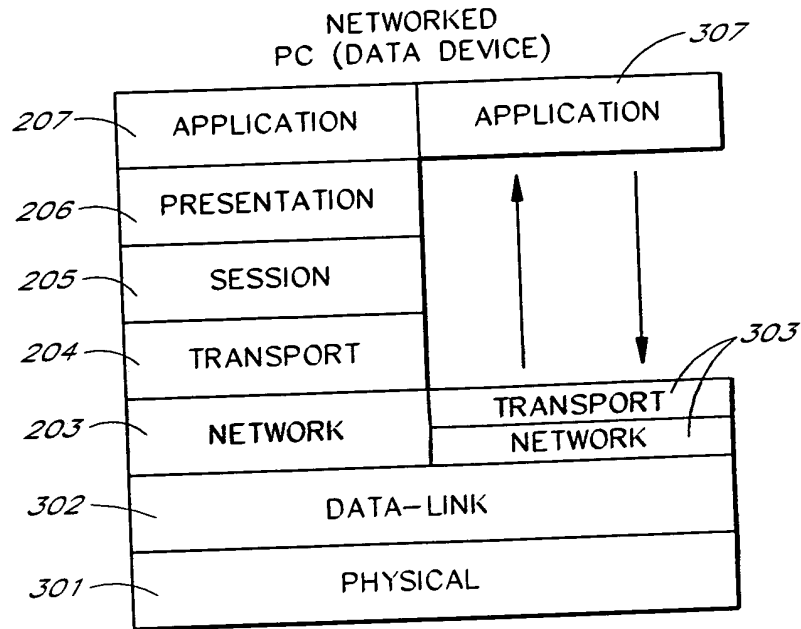 NETWORKED
PC (DATA DEVICE)
307
207 APPLICATION APPLICATION
206 PRESENTATION
205 SESSION
204 TRANSPORT
303
TRANSPORT
203 NETWORK NETWORK
302 DATA-LINK
301 PHYSICAL